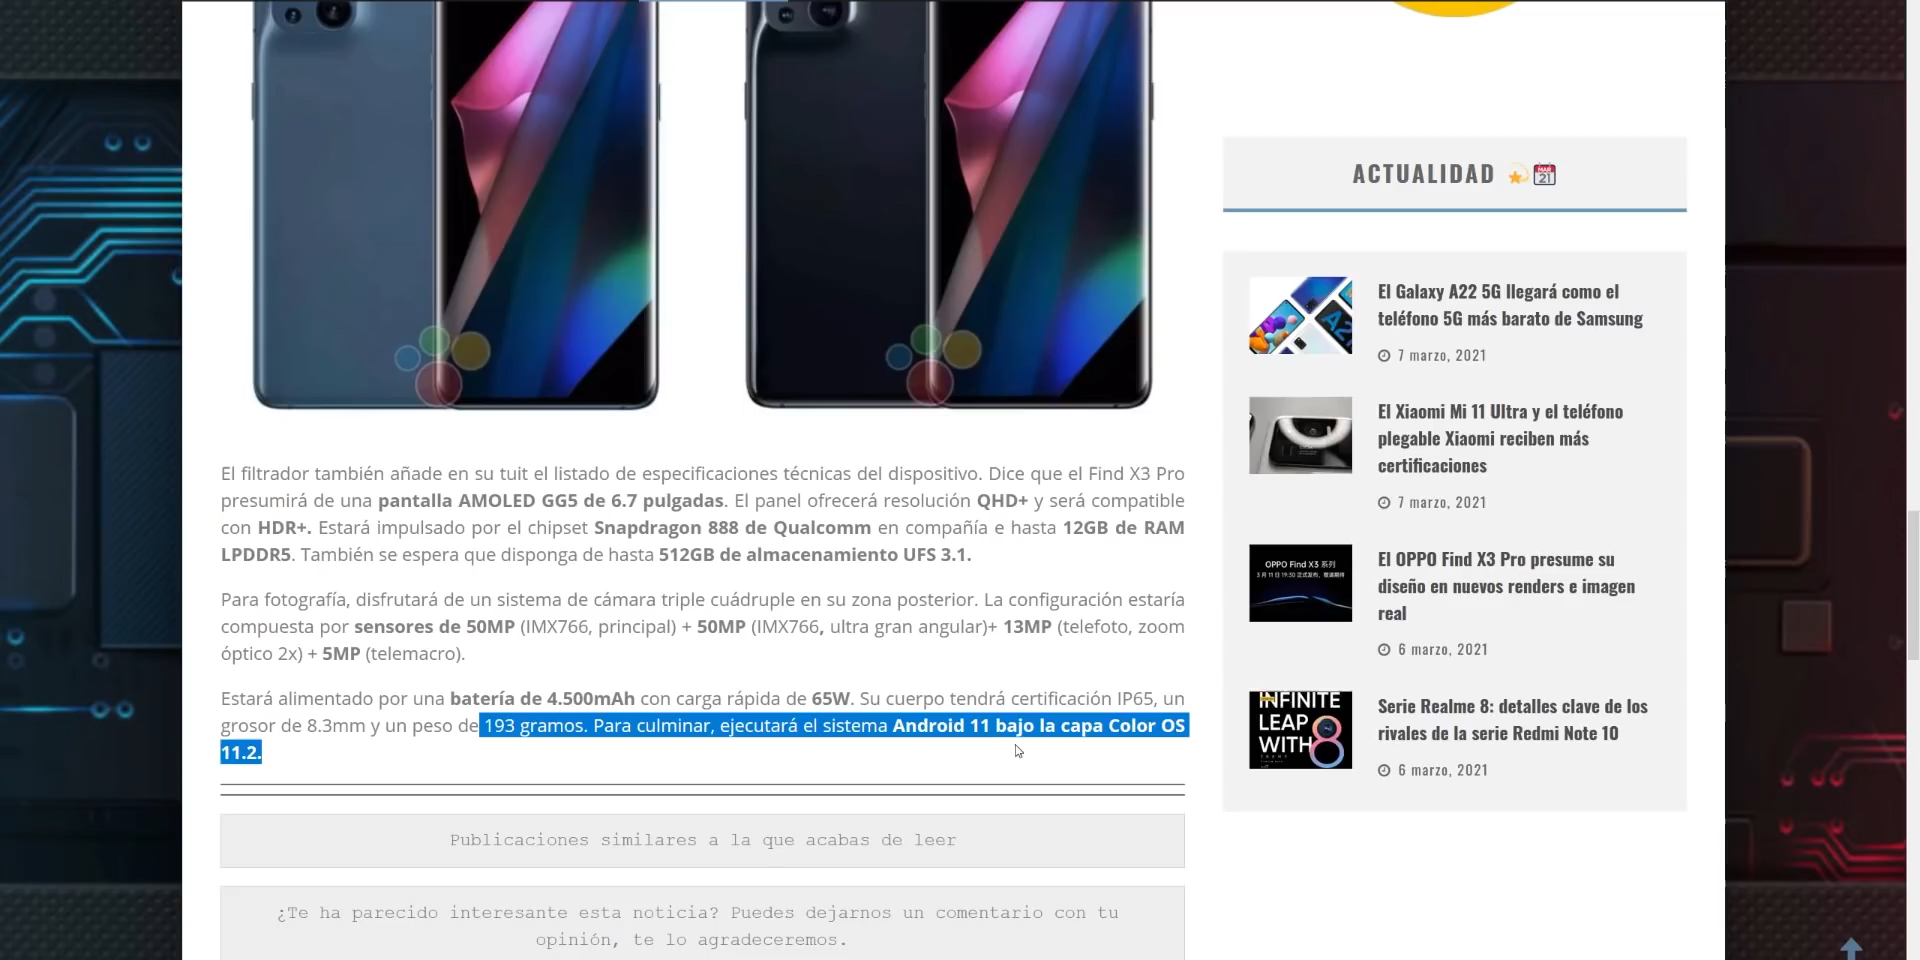 El filtrador también añade en su tuit el listado de especificaciones técnicas del dispositivo. Dice que el Find X3 Pro
presumirá de una pantalla AMOLED GG5 de 6.7 pulgadas. El panel ofrecerá resolución QHD+ y será compatible
con HDR+. Estará impulsado por el chipset Snapdragon 888 de Qualcomm en compañía e hasta 12GB de RAM
LPDDR5. También se espera que disponga de hasta 512GB de almacenamiento UFS 3.1.
Para fotografía, disfrutará de un sistema de cámara triple cuádruple en su zona posterior. La configuración estaría
compuesta por sensores de 50MP (IMX766, principal) + 50MP (IMX766, ultra gran angular)+ 13MP (telefoto, zoom
óptico 2x) + 5MP (telemacro).
Estará alimentado por una batería de 4.500mAh con carga rápida de 65W. Su cuerpo tendrá certificación IP65, un
grosor de 8.3mm y un peso de 193 gramos. Para culminar, ejecutará el sistema Android 11 bajo la capa Color OS
11.2.
Publicaciones similares a la que acabas de leer
¿Te ha parecido interesante esta noticia? Puedes dejarnos un comentario con tu
opinión, te lo agradeceremos.
ACTUALIDAD
MAR
21
El Galaxy A22 5G llegará como el
teléfono 5G más barato de Samsung
7 marzo, 2021
El Xiaomi Mi 11 Ultra y el teléfono
plegable Xiaomi reciben más
certificaciones
7 marzo, 2021
OPPO Find X3 系列
El OPPO Find X3 Pro presume su
diseño en nuevos renders e imagen
real
6 marzo, 2021
INFINITE
LEAP
WITH 8
Serie Realme 8: detalles clave de los
rivales de la serie Redmi Note 10
6 marzo, 2021